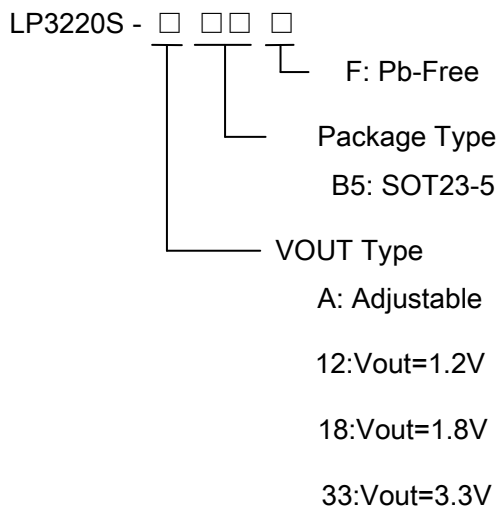 LP3220S - □ □□ □
F: Pb-Free
Package Type
B5: SOT23-5
VOUT Type
A: Adjustable
12:Vout=1.2V
18:Vout=1.8V
33:Vout=3.3V